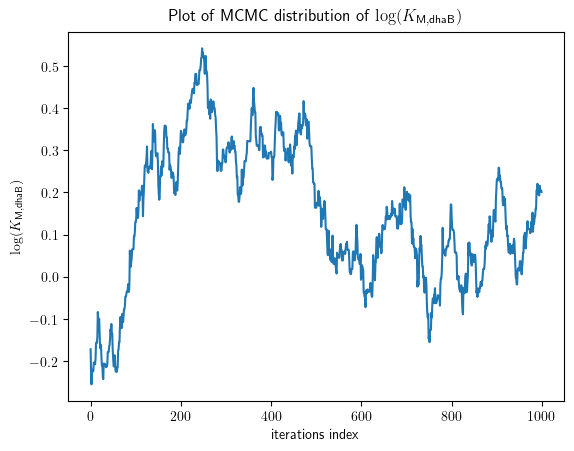 Plot of MCMC distribution of log(K_M,dhaB)
log(K_M,dhaB)
0.5
0.4
0.3
0.2
0.1
0.0
−0.1
−0.2
0 200 400 600 800 1000
iterations index